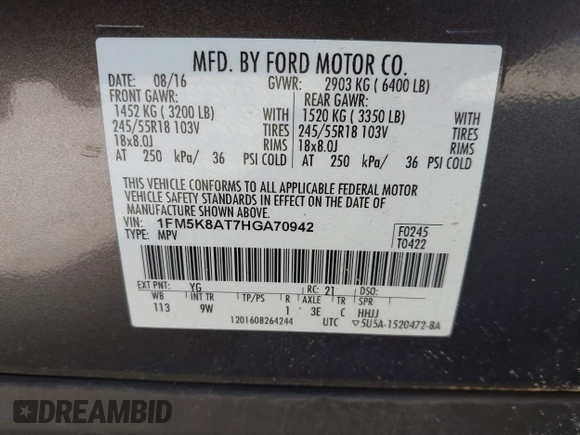 MFD. BY FORD MOTOR CO.
DATE: 08/16 GVWR: 2903 KG ( 6400 LB)
FRONT GAWR: REAR GAWR:
1452 KG ( 3200 LB) WITH 1520 KG ( 3350 LB) WITH
245/55R18 103V TIRES 245/55R18 103V TIRES
18x8.0J RIMS 18x8.0J RIMS
AT 250 kPa/ 36 PSI COLD AT 250 kPa/ 36 PSI COLD
THIS VEHICLE CONFORMS TO ALL APPLICABLE FEDERAL MOTOR
VEHICLE SAFETY STANDARDS IN EFFECT ON THE DATE OF
MANUFACTURE SHOWN ABOVE.
VIN: 1FM5K8AT7HGA70942 F0245
TYPE: MPV T0422
EXT PNT: YG RC: 21 DSO:
WB INT TR TP/PS R AXLE TR SPR
113 9W 1 3E C HHJJ
1201608264244 UTC ▽5U5A-1520472-BA
DREAMBID